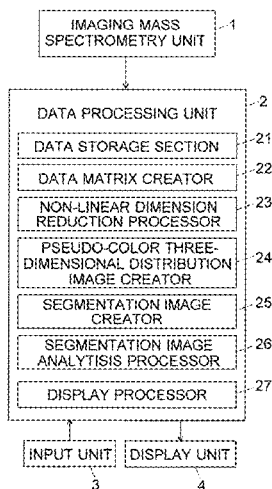 IMAGING MASS
SPECTROMETRY UNIT
1
DATA PROCESSING UNIT
2
DATA STORAGE SECTION
21
DATA MATRIX CREATOR
22
NON-LINEAR DIMENSION
REDUCTION PROCESSOR
23
PSEUDO-COLOR THREE-
DIMENSIONAL DISTRIBUTION
IMAGE CREATOR
24
SEGMENTATION IMAGE
CREATOR
25
SEGMENTATION IMAGE
ANALYTISIS PROCESSOR
26
DISPLAY PROCESSOR
27
INPUT UNIT
DISPLAY UNIT
3
4